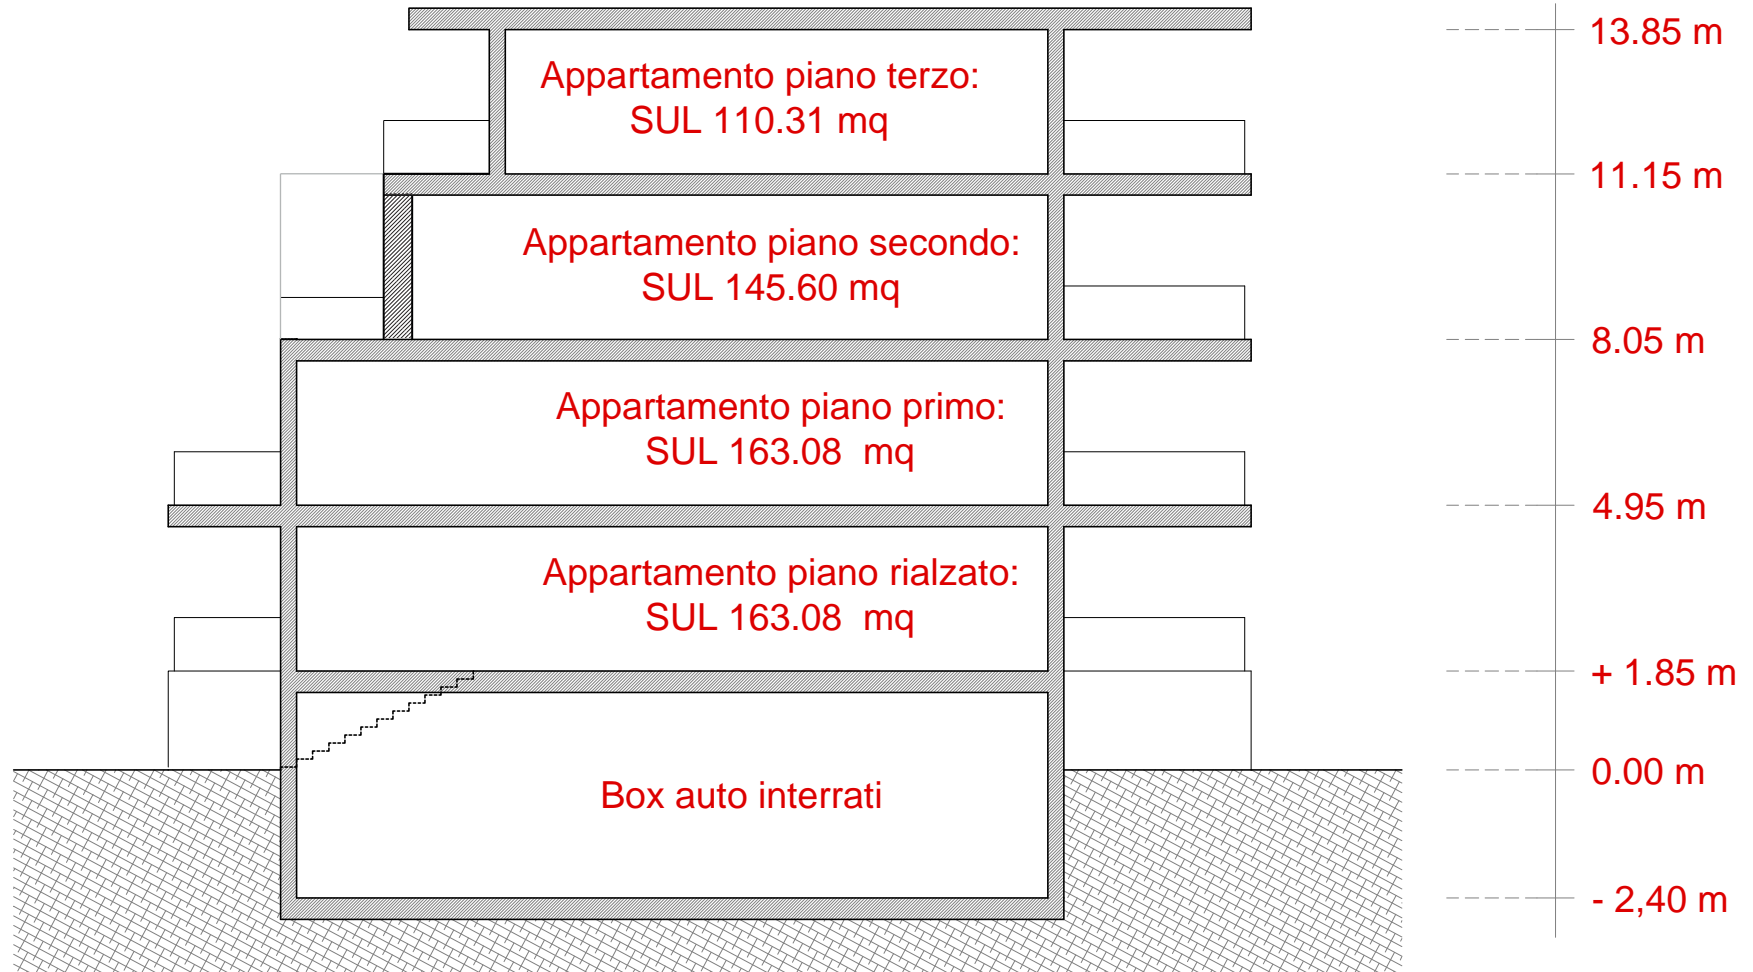 13.85 m
Appartamento piano terzo:
SUL 110.31 mq
11.15 m
Appartamento piano secondo:
SUL 145.60 mq
8.05 m
Appartamento piano primo:
SUL 163.08  mq
4.95 m
Appartamento piano rialzato:
SUL 163.08  mq
+ 1.85 m
0.00 m
Box auto interrati
- 2,40 m